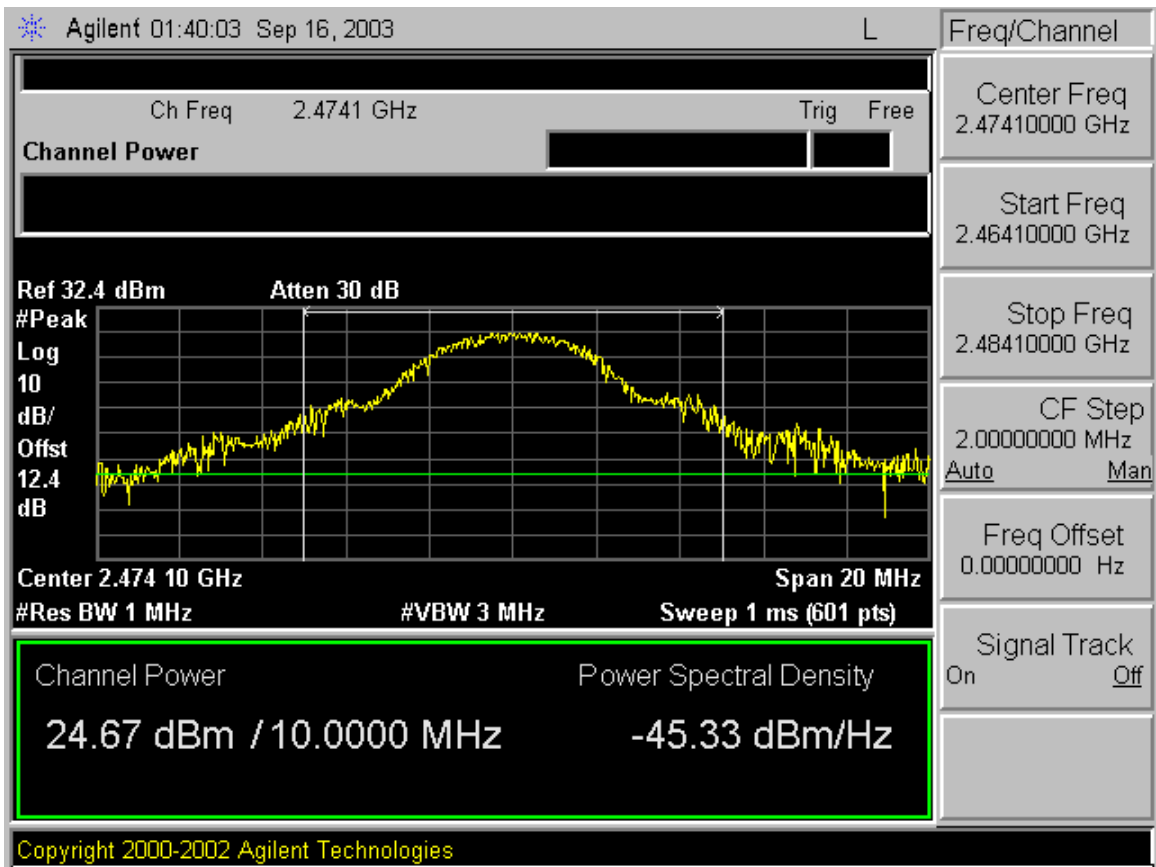 Agilent 01:40:03 Sep 16, 2003 L
Freq/Channel
Ch Freq 2.4741 GHz Trig Free
Channel Power
Ref 32.4 dBm Atten 30 dB
#Peak
Log
10
dB/
Offst
12.4
dB
Center 2.474 10 GHz Span 20 MHz
#Res BW 1 MHz #VBW 3 MHz Sweep 1 ms (601 pts)
Channel Power Power Spectral Density
24.67 dBm / 10.0000 MHz -45.33 dBm/Hz
Center Freq
2.47410000 GHz
Start Freq
2.46410000 GHz
Stop Freq
2.48410000 GHz
CF Step
2.00000000 MHz
Auto Man
Freq Offset
0.00000000 Hz
Signal Track
On Off
Copyright 2000-2002 Agilent Technologies